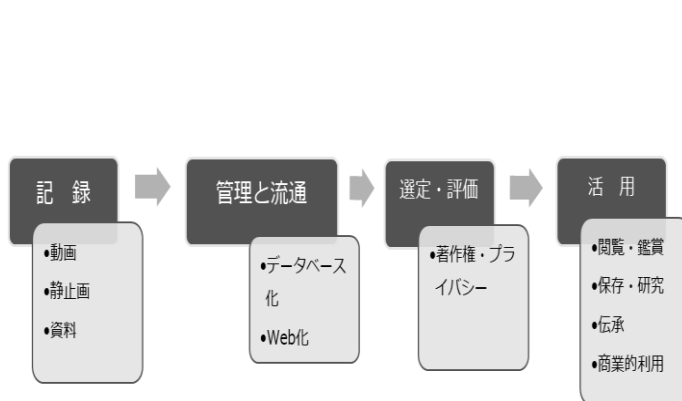 記　録
•動画
•静止画
•資料
管理と流通
•データベース
化
•Web化
選定・評価
•著作権・プラ
イバシー
活　用
•閲覧・鑑賞
•保存・研究
•伝承
•商業的利用